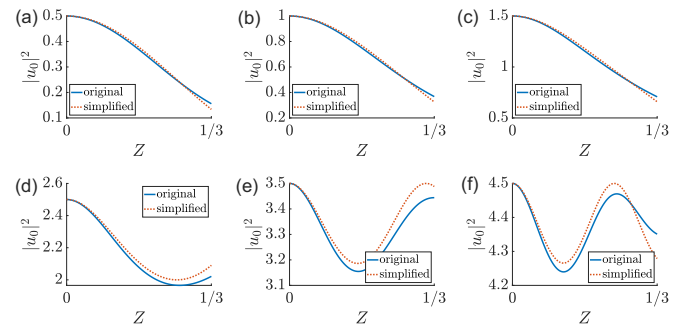 (a)
0.5
0.4
0.3
0.2
0.1
|u₀|²
original
simplified
0
1/3
Z
(b)
1
0.8
0.6
0.4
0.2
|u₀|²
original
simplified
0
1/3
Z
(c)
1.5
1
0.5
|u₀|²
original
simplified
0
1/3
Z
(d)
2.6
2.4
2.2
2
|u₀|²
original
simplified
0
1/3
Z
(e)
3.5
3.4
3.3
3.2
3.1
|u₀|²
original
simplified
0
1/3
Z
(f)
4.5
4.4
4.3
4.2
|u₀|²
original
simplified
0
1/3
Z